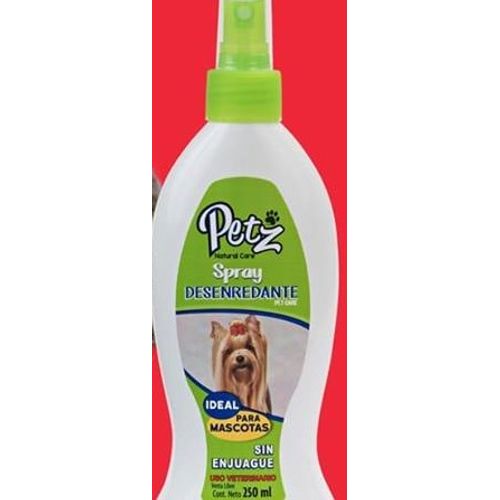 Petz
Natural Care
Spray
DESENREDANTE
PET CARE
IDEAL
PARA
MASCOTAS
SIN
ENJUAGUE
USO VETERINARIO
Venta Libre
Cont. Neto 250 ml